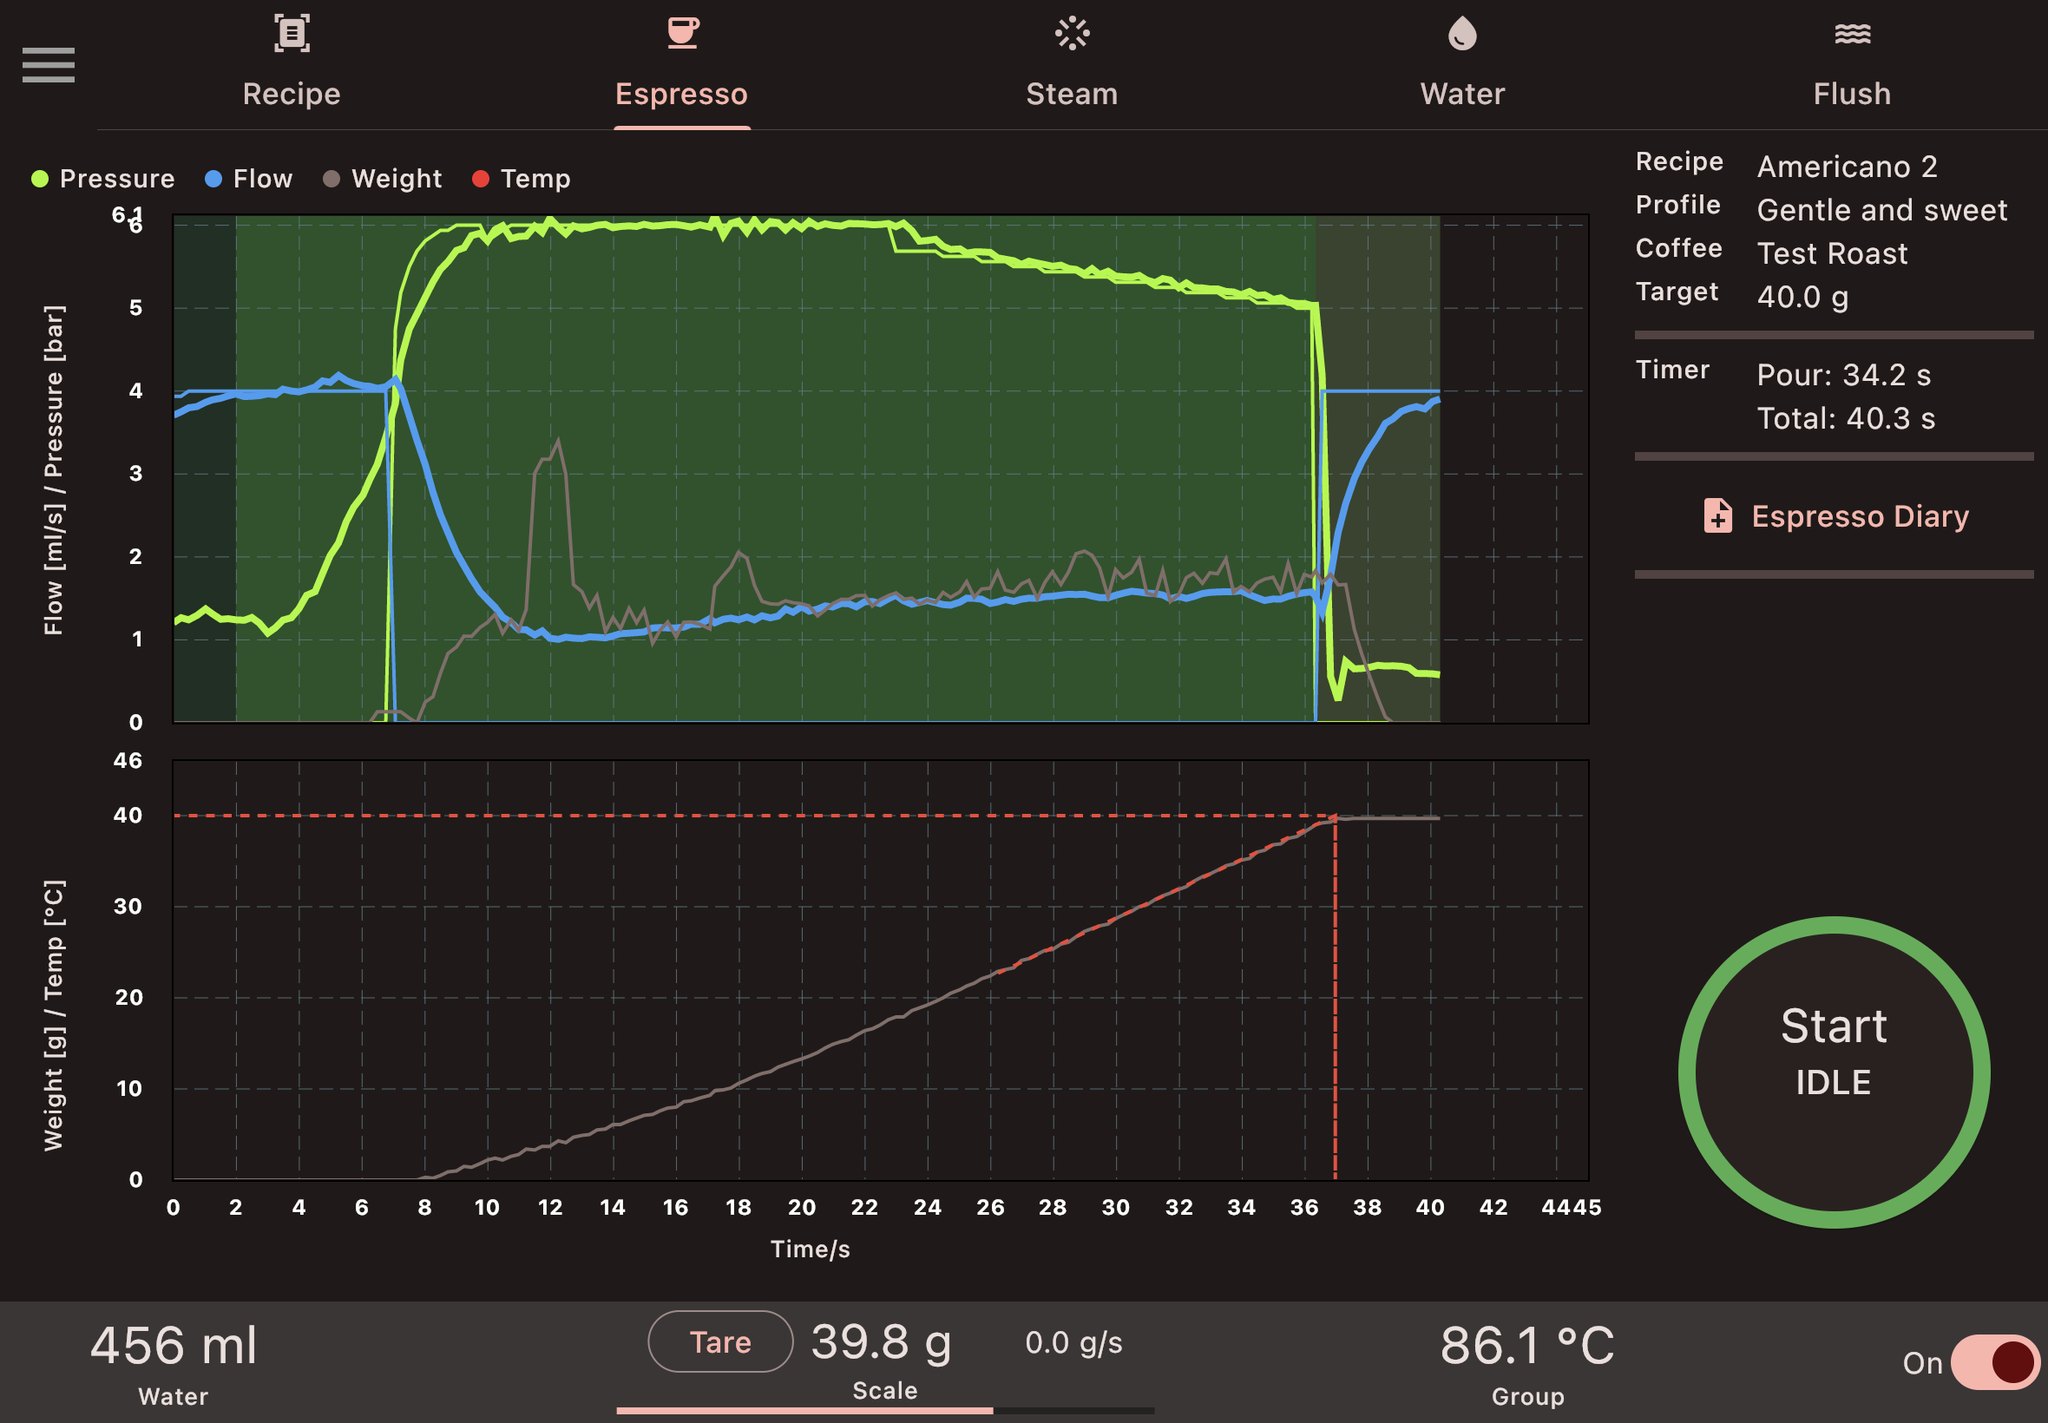 Recipe
Espresso
Steam
Water
Flush
Pressure
Flow
Weight
Temp
Recipe Americano 2
Profile Gentle and sweet
Coffee Test Roast
Target 40.0 g
Timer Pour: 34.2 s
Total: 40.3 s
Espresso Diary
Flow [ml/s] / Pressure [bar]
6.1
6
5
4
3
2
1
0
Weight [g] / Temp [°C]
46
40
30
20
10
0
0 2 4 6 8 10 12 14 16 18 20 22 24 26 28 30 32 34 36 38 40 42 44 45
Time/s
Start
IDLE
456 ml
Water
Tare 39.8 g 0.0 g/s
Scale
86.1 °C
Group
On